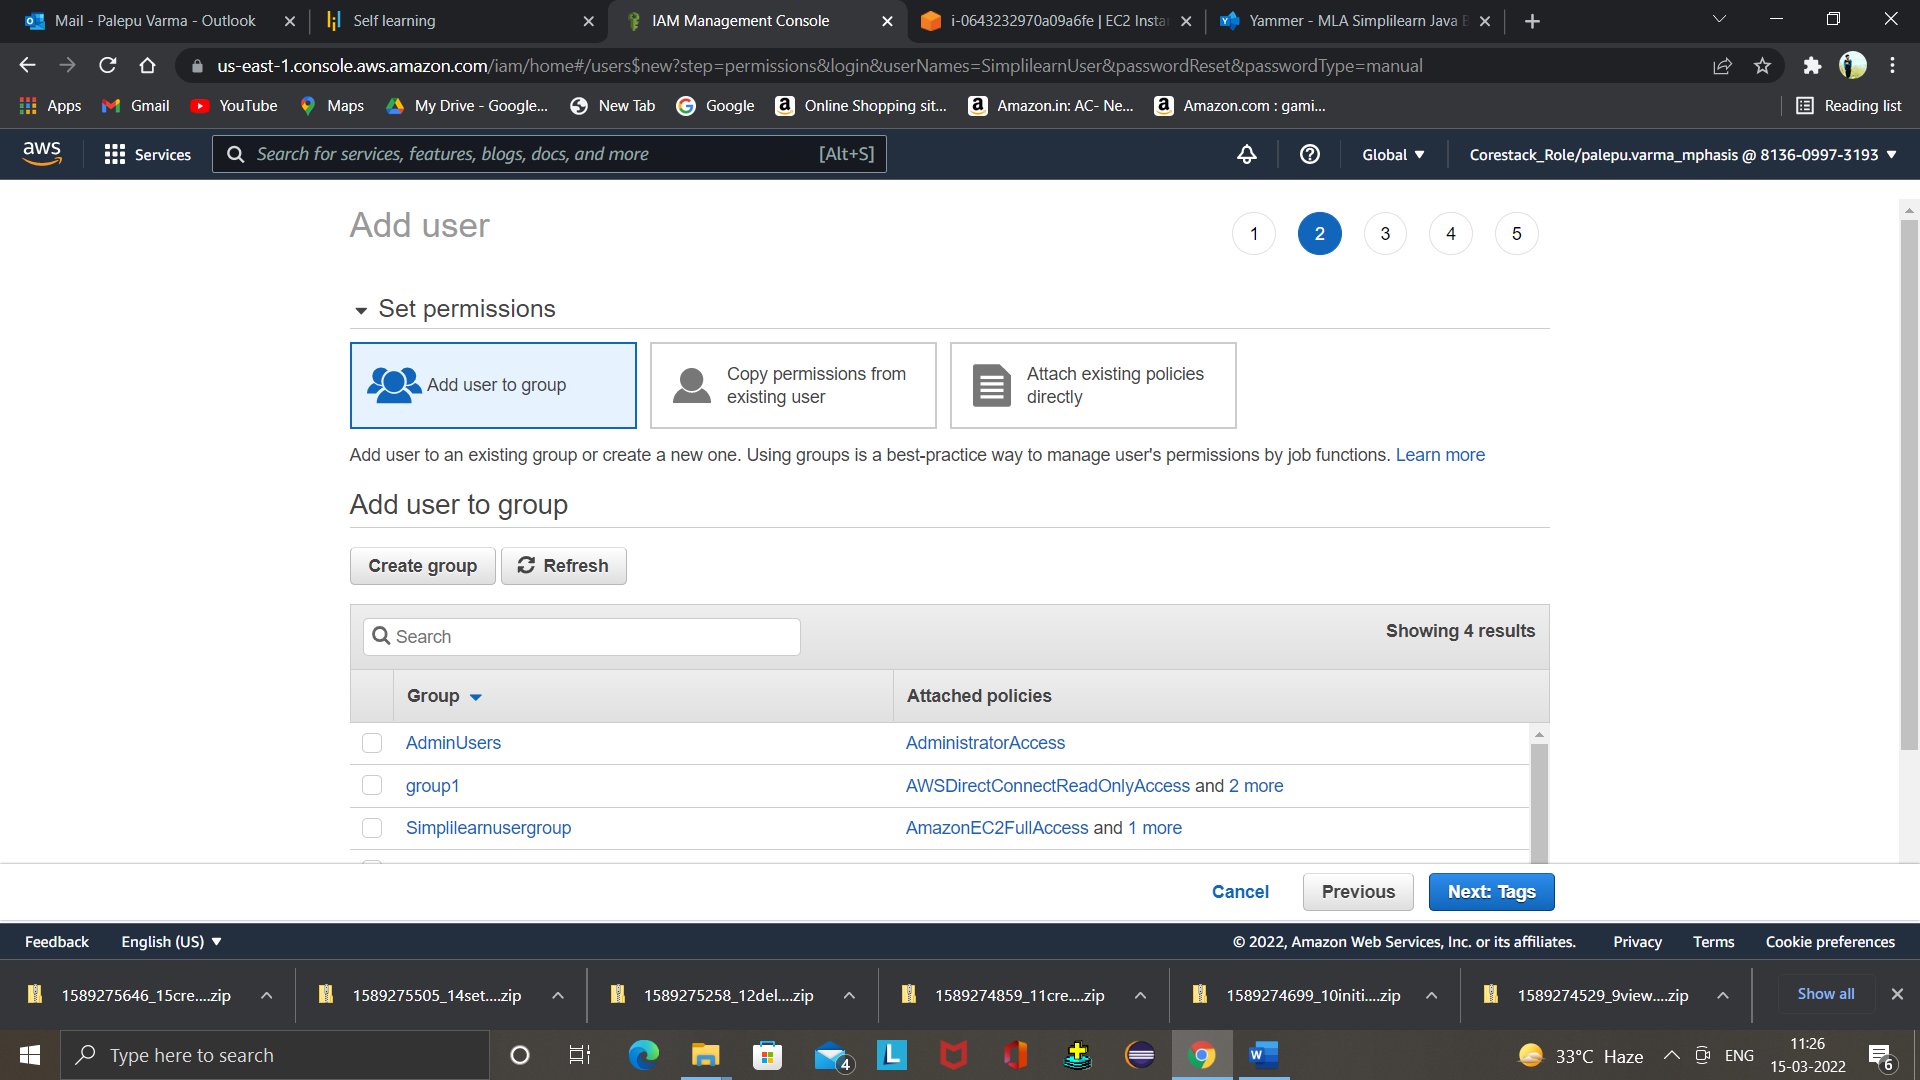 Mail - Palepu Varma - Outlook
Self learning
IAM Management Console
i-0643232970a09a6fe | EC2 Insta
Yammer - MLA Simplilearn Java
us-east-1.console.aws.amazon.com/iam/home#/users$new?step=permissions&login&userNames=SimplilearnUser&passwordReset&passwordType=manual
Apps
Gmail
YouTube
Maps
My Drive - Google...
New Tab
Google
Online Shopping sit...
Amazon.in: AC- Ne...
Amazon.com : gami...
Reading list
aws
Services
Search for services, features, blogs, docs, and more
[Alt+S]
Global
Corestack_Role/palepu.varma_mphasis @ 8136-0997-3193
Add user
1
2
3
4
5
Set permissions
Add user to group
Copy permissions from
existing user
Attach existing policies
directly
Add user to an existing group or create a new one. Using groups is a best-practice way to manage user's permissions by job functions. Learn more
Add user to group
Create group
Refresh
Search
Showing 4 results
Group
Attached policies
AdminUsers
AdministratorAccess
group1
AWSDirectConnectReadOnlyAccess and 2 more
Simplilearnusergroup
AmazonEC2FullAccess and 1 more
Cancel
Previous
Next: Tags
Feedback
English (US)
© 2022, Amazon Web Services, Inc. or its affiliates.
Privacy
Terms
Cookie preferences
1589275646_15cre....zip
1589275505_14set....zip
1589275258_12del....zip
1589274859_11cre....zip
1589274699_10initi....zip
1589274529_9view....zip
Show all
Type here to search
4
L
W
33°C Haze
ENG
11:26
15-03-2022
6